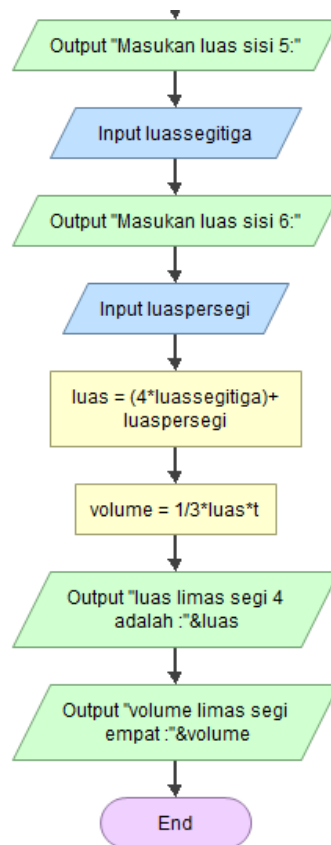 Output "Masukan luas sisi 5:"
Input luassegitiga
Output "Masukan luas sisi 6:"
Input luaspersegi
luas = (4*luassegitiga)+
luaspersegi
volume = 1/3*luas*t
Output "luas limas segi 4
adalah :"&luas
Output "volume limas segi
empat :"&volume
End